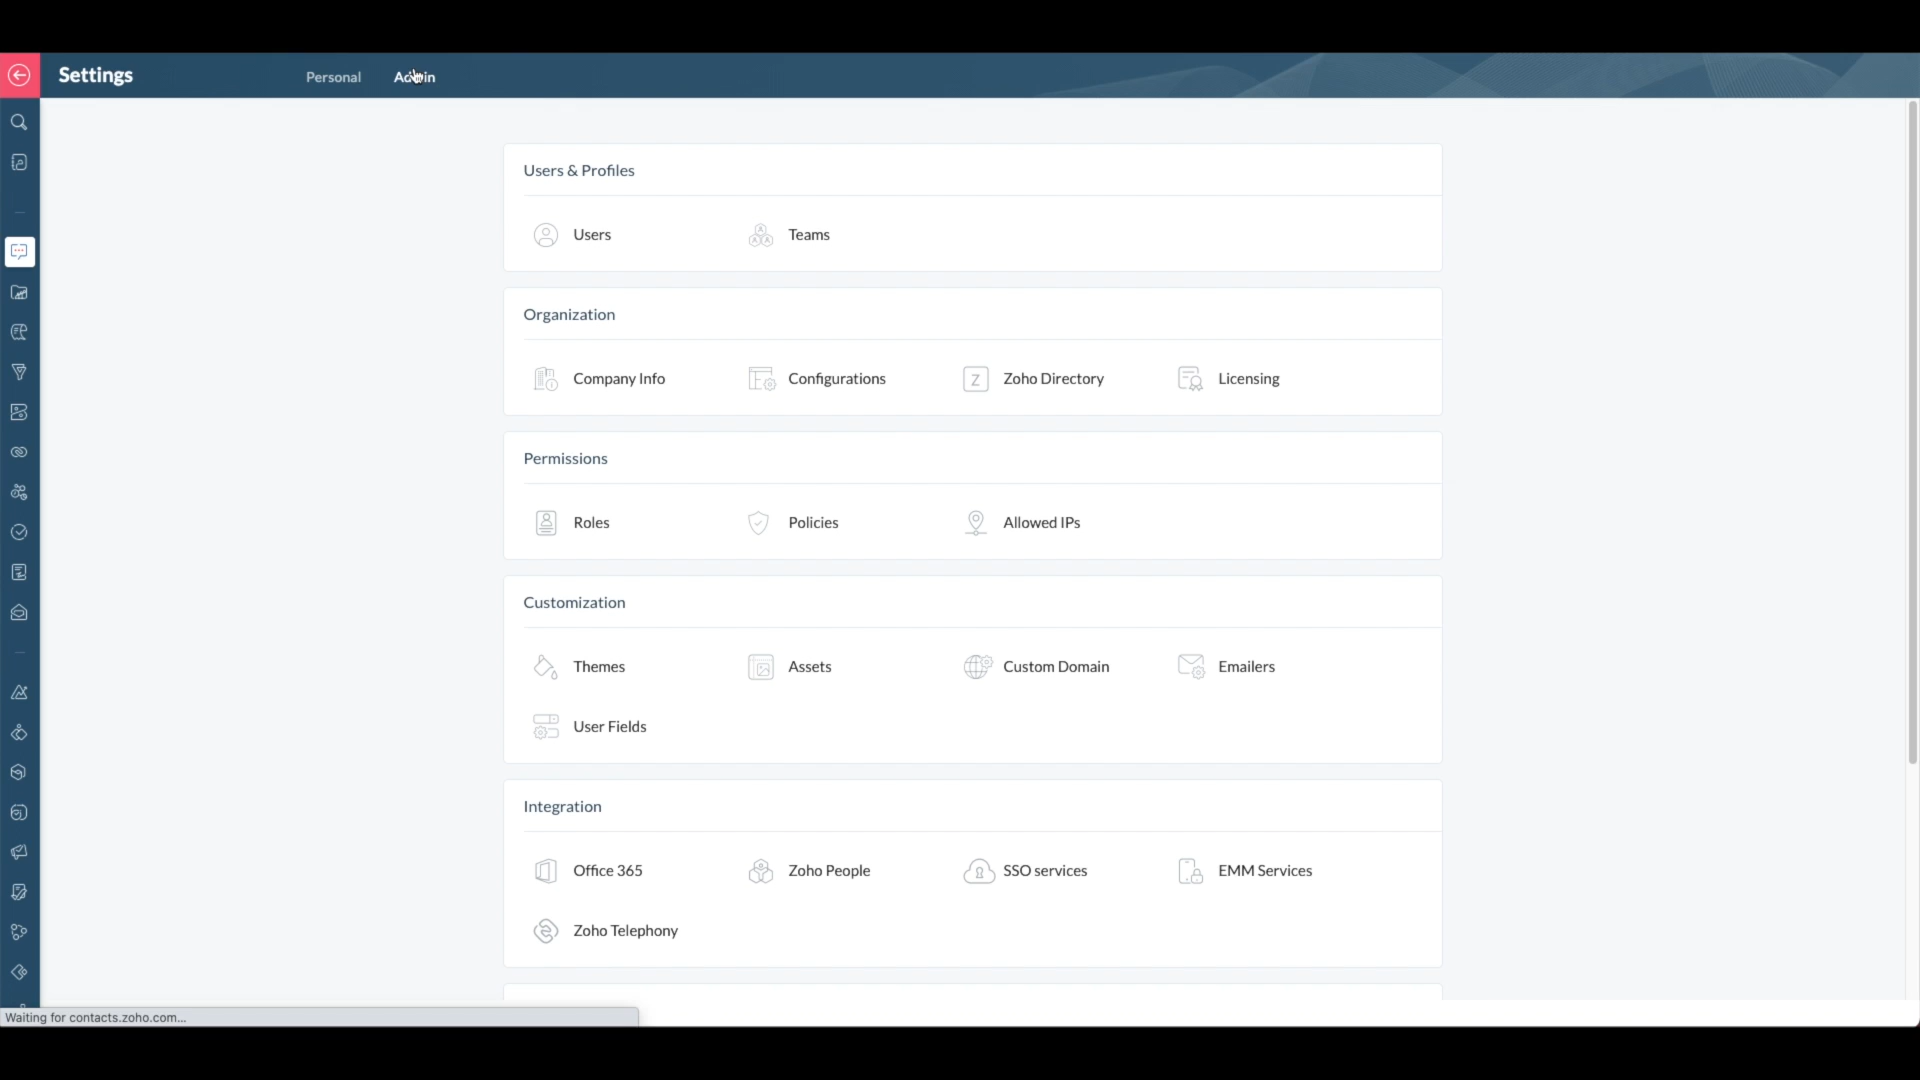 Settings
Personal
Admin
Users & Profiles
Users
Teams
Organization
Company Info
Configurations
Zoho Directory
Licensing
Permissions
Roles
Policies
Allowed IPs
Customization
Themes
Assets
Custom Domain
Emailers
User Fields
Integration
Office 365
Zoho People
SSO services
EMM Services
Zoho Telephony
Waiting for contacts.zoho.com...